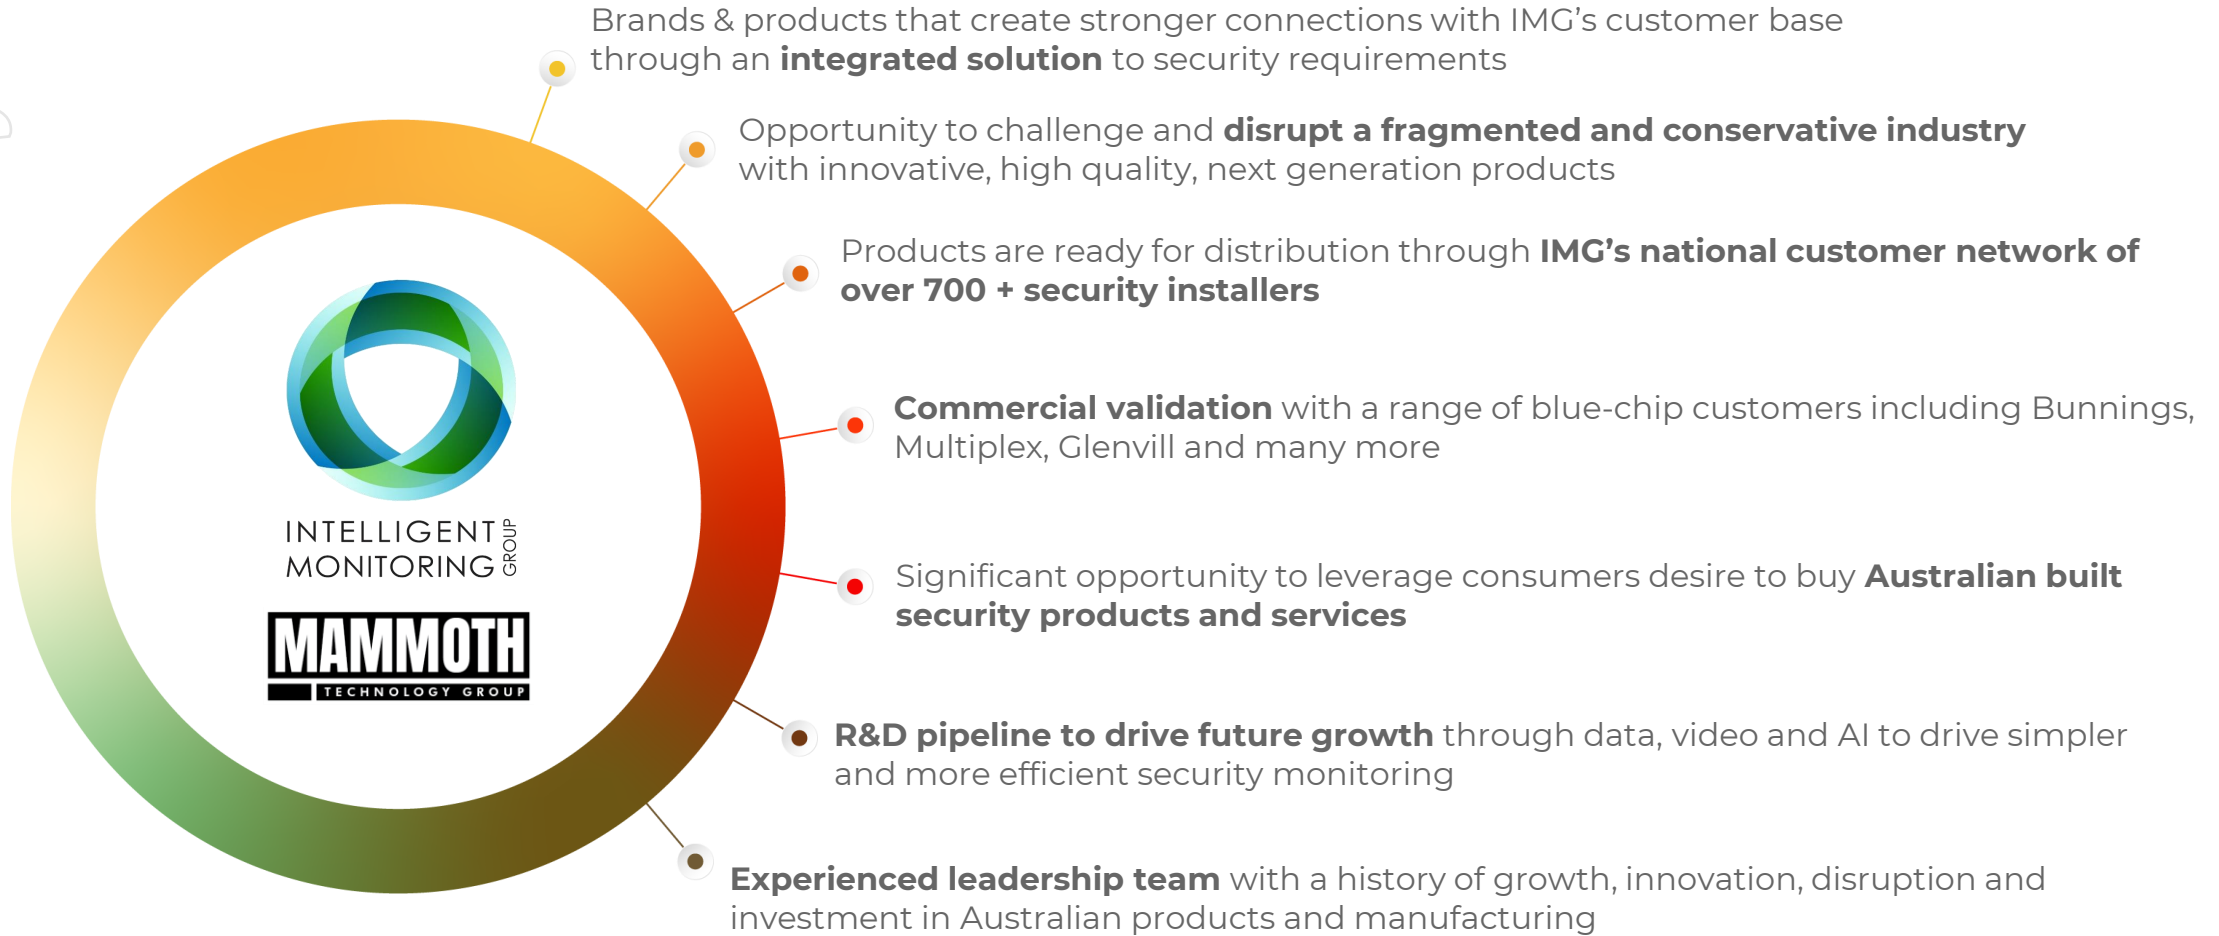 Brands & products that create stronger connections with IMG’s customer base
through an integrated solution to security requirements
Opportunity to challenge and disrupt a fragmented and conservative industry
with innovative, high quality, next generation products
Products are ready for distribution through IMG’s national customer network of
over 700 + security installers
Commercial validation with a range of blue-chip customers including Bunnings,
Multiplex, Glenvill and many more
Significant opportunity to leverage consumers desire to buy Australian built
security products and services
R&D pipeline to drive future growth through data, video and AI to drive simpler
and more efficient security monitoring
Experienced leadership team with a history of growth, innovation, disruption and
investment in Australian products and manufacturing
INTELLIGENT
MONITORING
GROUP
MAMMOTH
TECHNOLOGY GROUP